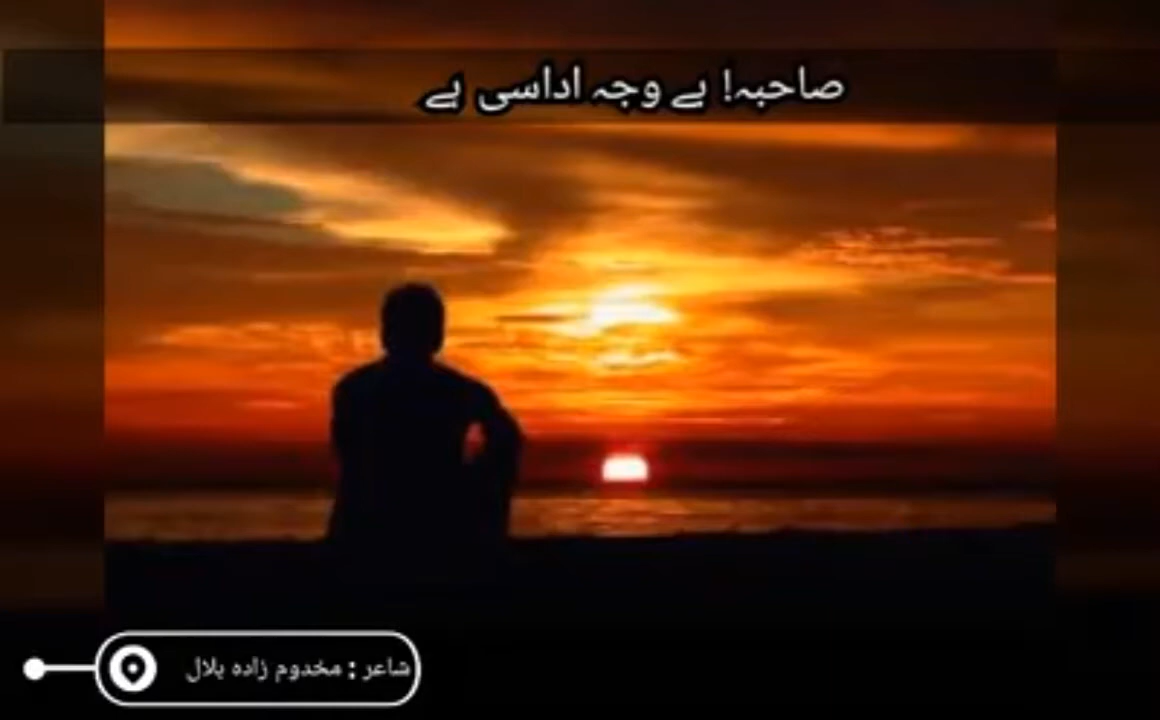 صاحبہ! بے وجہ اداسی ہے
شاعر : مخدوم زادہ بلال